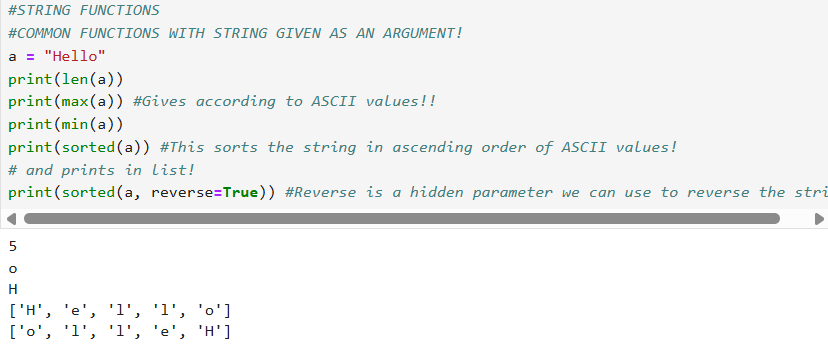 #STRING FUNCTIONS
#COMMON FUNCTIONS WITH STRING GIVEN AS AN ARGUMENT!
a = "Hello"
print(len(a))
print(max(a)) #Gives according to ASCII values!!
print(min(a))
print(sorted(a)) #This sorts the string in ascending order of ASCII values!
# and prints in list!
print(sorted(a, reverse=True)) #Reverse is a hidden parameter we can use to reverse the stri
5
o
H
['H', 'e', 'l', 'l', 'o']
['o', 'l', 'l', 'e', 'H']